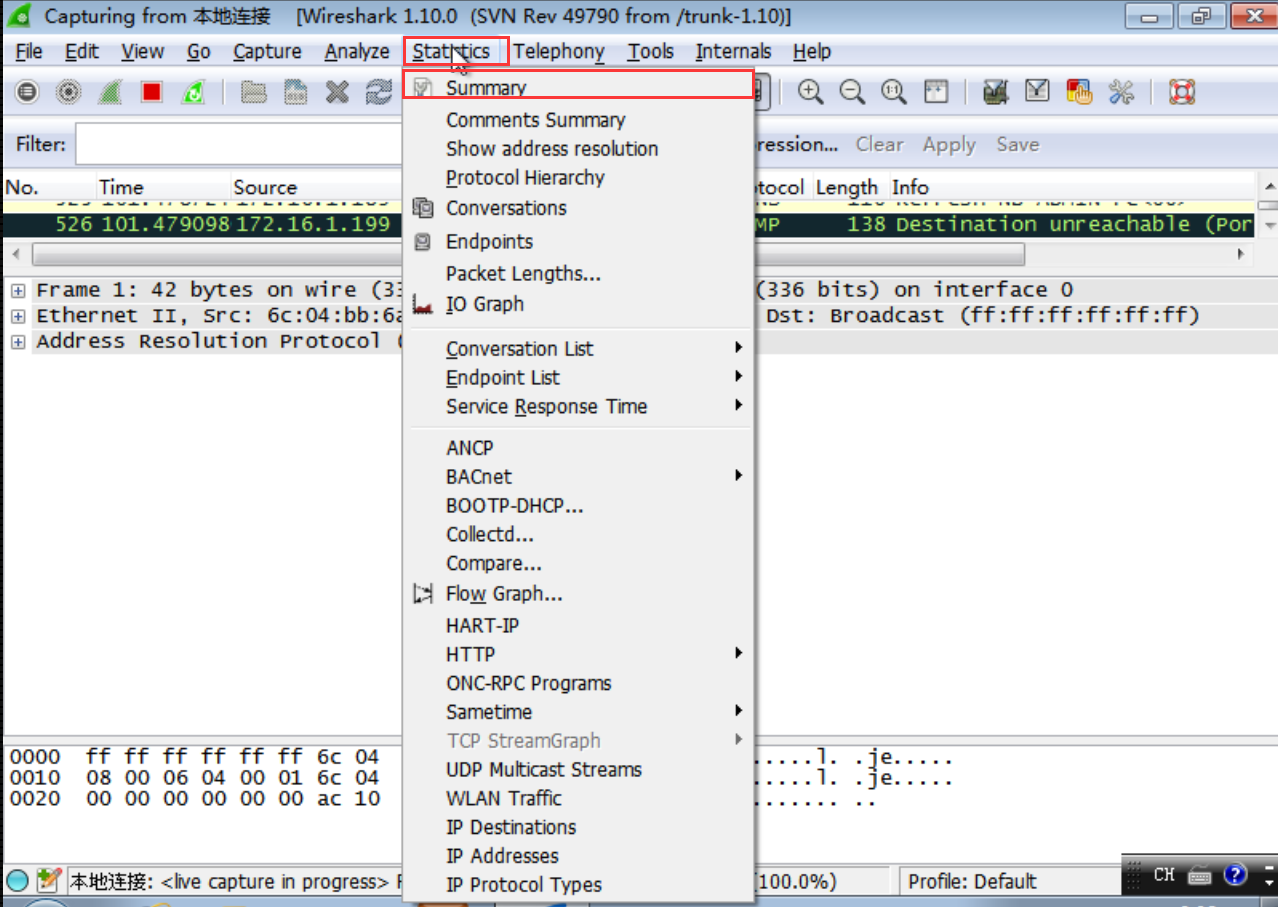 Capturing from 本地连接 [Wireshark 1.10.0 (SVN Rev 49790 from /trunk-1.10)]
File Edit View Go Capture Analyze Statistics Telephony Tools Internals Help
Filter: ression... Clear Apply Save
No. Time Source tocol Length Info
526 101.479098 172.16.1.199 MP 138 Destination unreachable (Por
Frame 1: 42 bytes on wire (33 (336 bits) on interface 0
Ethernet II, Src: 6c:04:bb:6a Dst: Broadcast (ff:ff:ff:ff:ff:ff)
Address Resolution Protocol (
Summary
Comments Summary
Show address resolution
Protocol Hierarchy
Conversations
Endpoints
Packet Lengths...
IO Graph
Conversation List
Endpoint List
Service Response Time
ANCP
BACnet
BOOTP-DHCP...
Collectd...
Compare...
Flow Graph...
HART-IP
HTTP
ONC-RPC Programs
Sametime
TCP StreamGraph
UDP Multicast Streams
WLAN Traffic
IP Destinations
IP Addresses
IP Protocol Types
0000 ff ff ff ff ff ff 6c 04 .....l. .je.....
0010 08 00 06 04 00 01 6c 04 .....l. .je.....
0020 00 00 00 00 00 00 ac 10 ....... ..
本地连接: <live capture in progress> F (100.0%) Profile: Default
CH